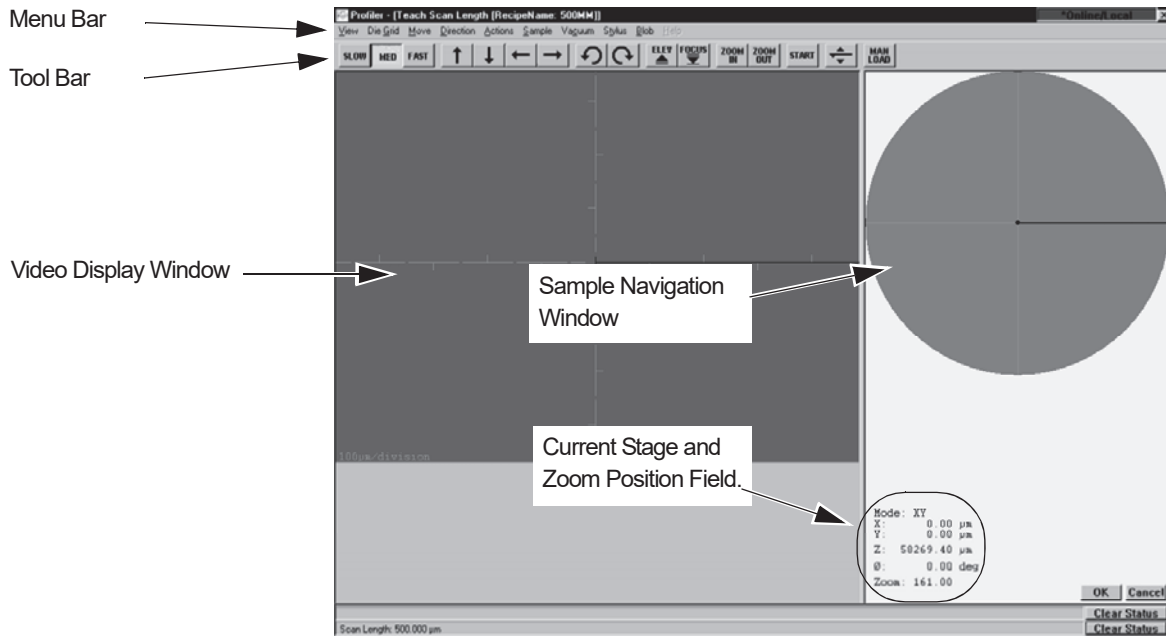 Menu Bar
Tool Bar
Video Display Window
Profiler - [Teach Scan Length [RecipeName: 500MM]]
*Online/Local
View Die Grid Move Direction Actions Sample Vacuum Stylus Blob Help
SLOW MED FAST ELEV FOCUS ZOOM IN ZOOM OUT START MAN LOAD
Sample Navigation
Window
100µm/division
Current Stage and
Zoom Position Field.
Mode: XY
X: 0.00 µm
Y: 0.00 µm
Z: 50269.40 µm
Ø: 0.00 deg
Zoom: 161.00
OK Cancel
Clear Status
Scan Length: 500.000 µm
Clear Status